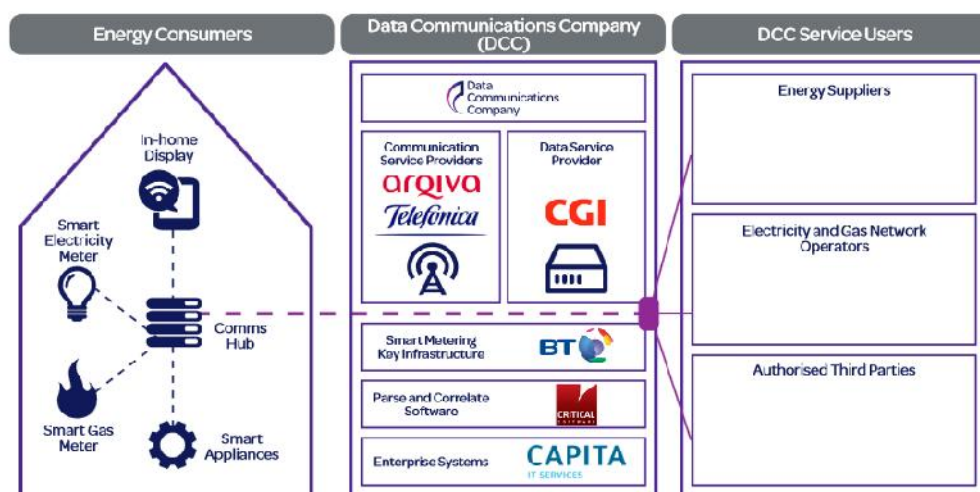 Energy Consumers
Data Communications Company
(DCC)
DCC Service Users
In-home
Display
Smart
Electricity
Meter
Comms
Hub
Smart Gas
Meter
Smart
Appliances
Data
Communications
Company
Communication
Service Providers
arqiva
Telefónica
Data Service
Provider
CGI
Smart Metering
Key Infrastructure
BT
Parse and Correlate
Software
CRITICAL
SOFTWARE
Enterprise Systems
CAPITA
IT SERVICES
Energy Suppliers
Electricity and Gas Network
Operators
Authorised Third Parties